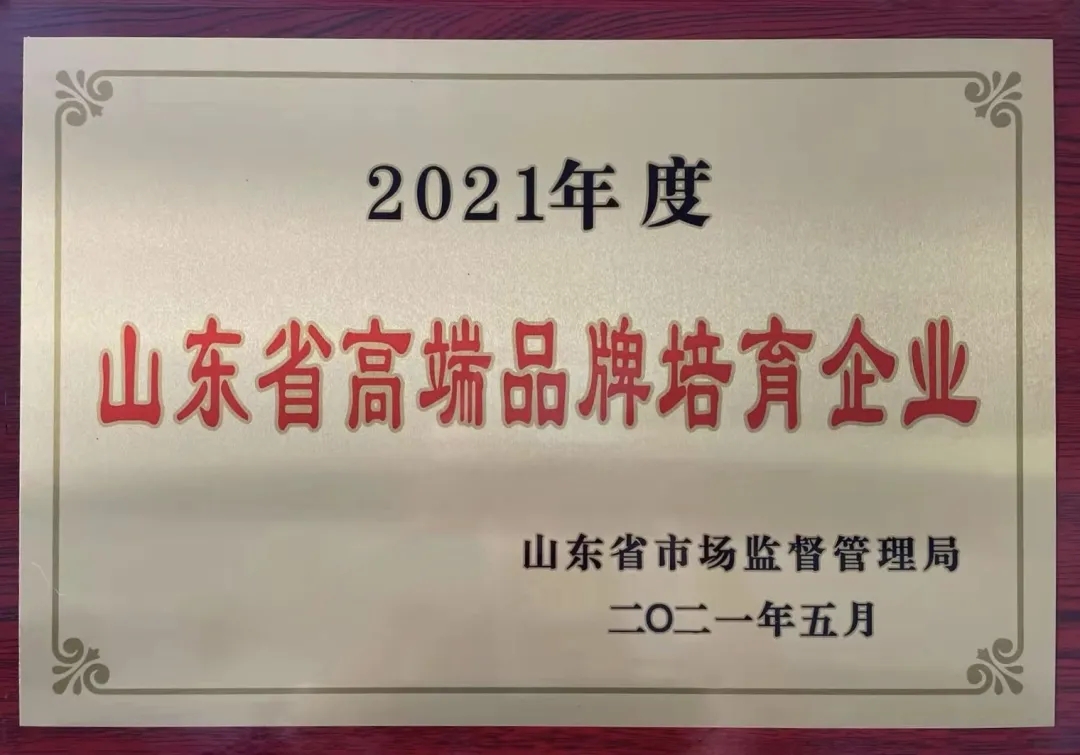 2021年度
山东省高端品牌培育企业
山东省市场监督管理局
二〇二一年五月